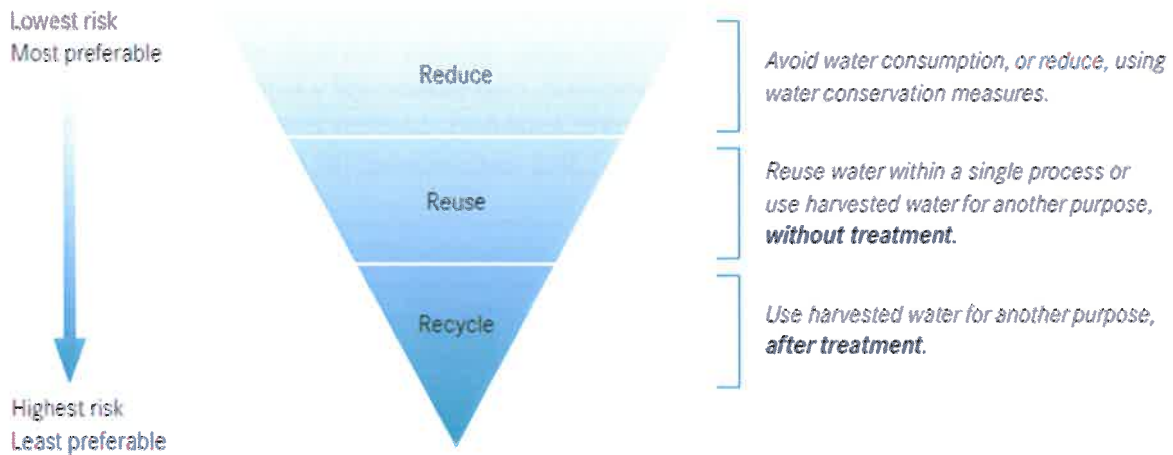 Lowest risk
Most preferable
Reduce
Avoid water consumption, or reduce, using
water conservation measures.
Reuse
Reuse water within a single process or
use harvested water for another purpose,
without treatment.
Recycle
Use harvested water for another purpose,
after treatment.
Highest risk
Least preferable